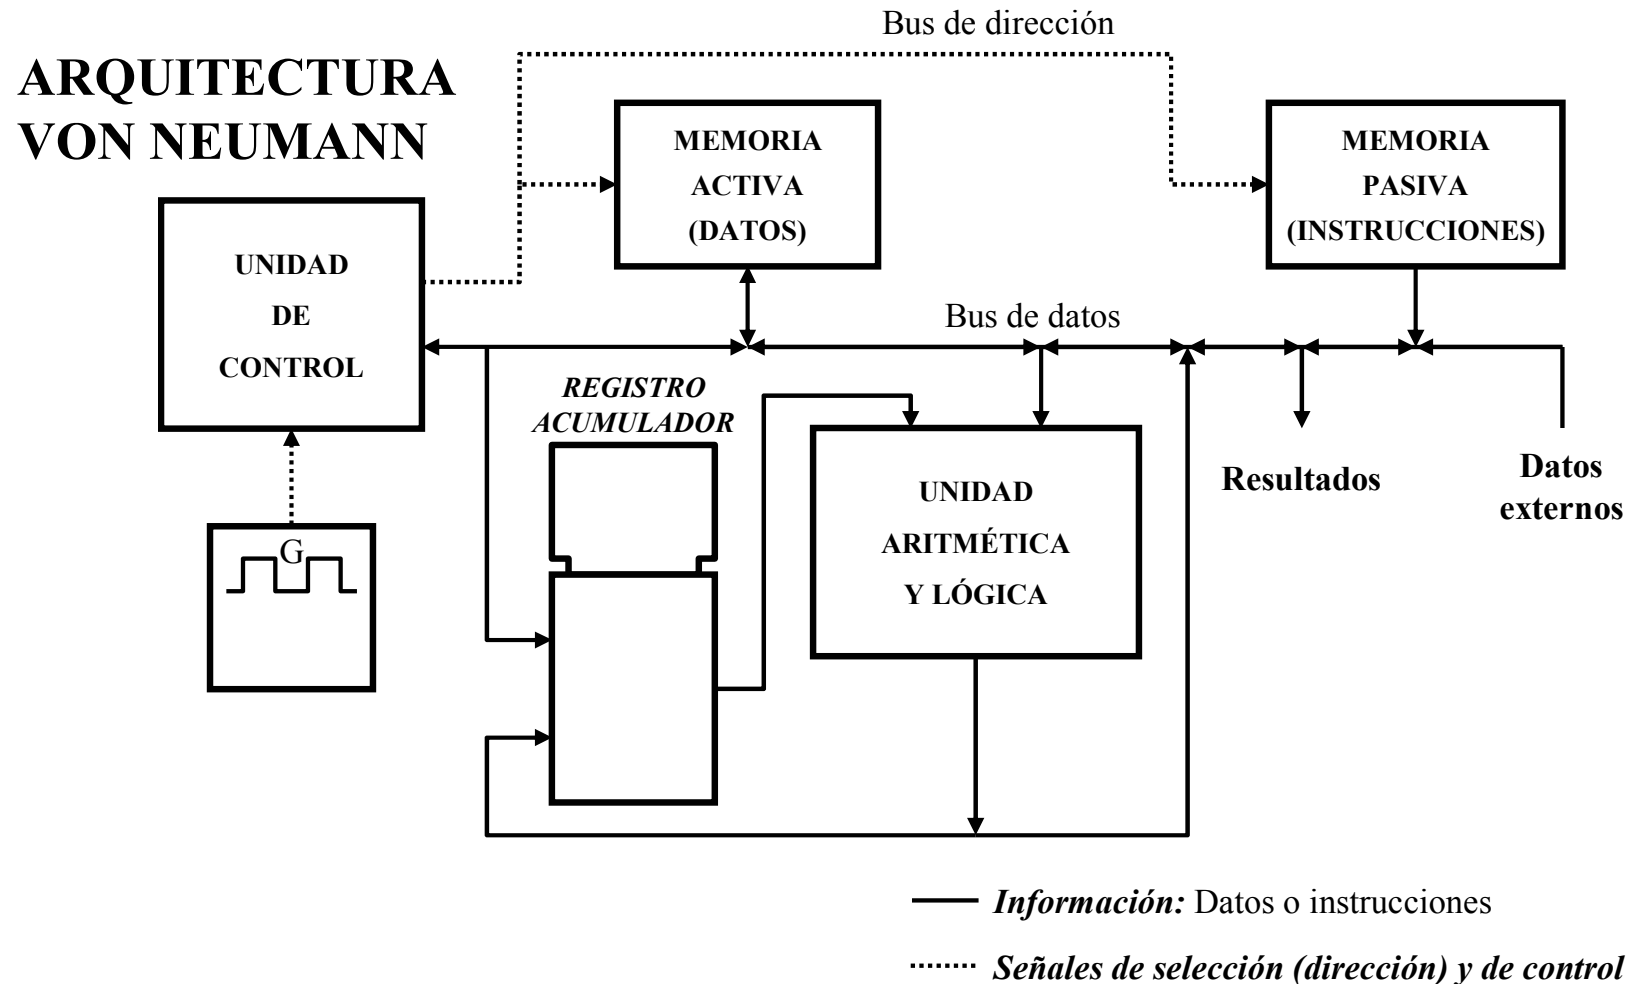 Bus de dirección
ARQUITECTURA
VON NEUMANN
MEMORIA
ACTIVA
(DATOS)
MEMORIA
PASIVA
(INSTRUCCIONES)
UNIDAD
DE
CONTROL
Bus de datos
REGISTRO
ACUMULADOR
UNIDAD
ARITMÉTICA
Y LÓGICA
Resultados
Datos
externos
G
Información: Datos o instrucciones
Señales de selección (dirección) y de control